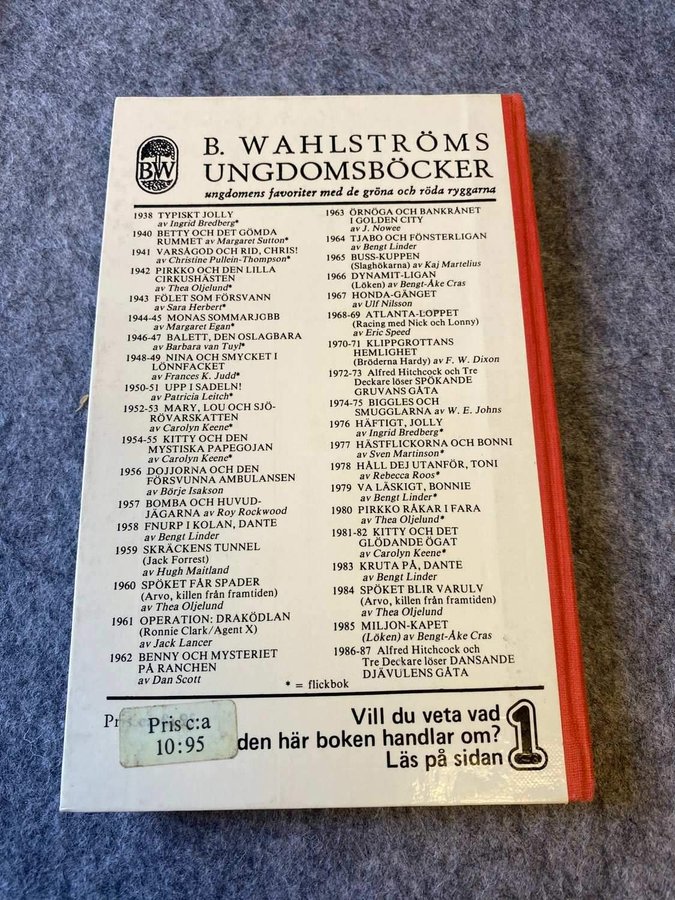 BW
B. WAHLSTRÖMS
UNGDOMSBÖCKER
ungdomens favoriter med de gröna och röda ryggarna
1938 TYPISKT JOLLY
av Ingrid Bredberg*
1940 BETTY OCH DET GÖMDA
RUMMET av Margaret Sutton*
1941 VARSÅGOD OCH RID, CHRIS!
av Christine Pullein-Thompson*
1942 PIRKKO OCH DEN LILLA
CIRKUSHÄSTEN
av Thea Oljelund*
1943 FÖLET SOM FÖRSVANN
av Sara Herbert*
1944-45 MONAS SOMMARJOBB
av Margaret Egan*
1946-47 BALETT, DEN OSLAGBARA
av Barbara van Tuyl*
1948-49 NINA OCH SMYCKET I
LÖNNFACKET
av Frances K. Judd*
1950-51 UPP I SADELN!
av Patricia Leitch*
1952-53 MARY, LOU OCH SJÖ-
RÖVARSKATTEN
av Carolyn Keene*
1954-55 KITTY OCH DEN
MYSTISKA PAPEGOJAN
av Carolyn Keene*
1956 DOJJORNA OCH DEN
FÖRSVUNNA AMBULANSEN
av Börje Isakson
1957 BOMBA OCH HUVUD-
JÄGARNA av Roy Rockwood
1958 FNURP I KOLAN, DANTE
av Bengt Linder
1959 SKRÄCKENS TUNNEL
(Jack Forrest)
av Hugh Maitland
1960 SPÖKET FÅR SPADER
(Arvo, killen från framtiden)
av Thea Oljelund
1961 OPERATION: DRAKÖDLAN
(Ronnie Clark/Agent X)
av Jack Lancer
1962 BENNY OCH MYSTERIET
PÅ RANCHEN
av Dan Scott
1963 ÖRNÖGA OCH BANKRÅNET
I GOLDEN CITY
av J. Nowee
1964 TJABO OCH FÖNSTERLIGAN
av Bengt Linder
1965 BUSS-KUPPEN
(Slaghökarna) av Kaj Martelius
1966 DYNAMIT-LIGAN
(Löken) av Bengt-Åke Cras
1967 HONDA-GÄNGET
av Ulf Nilsson
1968-69 ATLANTA-LOPPET
(Racing med Nick och Lonny)
av Eric Speed
1970-71 KLIPPGROTTANS
HEMLIGHET
(Bröderna Hardy) av F. W. Dixon
1972-73 Alfred Hitchcock och Tre
Deckare löser SPÖKANDE
GRUVANS GÅTA
1974-75 BIGGLES OCH
SMUGGLARNA av W. E. Johns
1976 HÄFTIGT, JOLLY
av Ingrid Bredberg*
1977 HÄSTFLICKORNA OCH BONNI
av Sven Martinson*
1978 HÅLL DEJ UTANFÖR, TONI
av Rebecca Roos*
1979 VA LÄSKIGT, BONNIE
av Bengt Linder*
1980 PIRKKO RÅKAR I FARA
av Thea Oljelund*
1981-82 KITTY OCH DET
GLÖDANDE ÖGAT
av Carolyn Keene*
1983 KRUTA PÅ, DANTE
av Bengt Linder
1984 SPÖKET BLIR VARULV
(Arvo, killen från framtiden)
av Thea Oljelund
1985 MILJON-KAPET
(Löken) av Bengt-Åke Cras
1986-87 Alfred Hitchcock och
Tre Deckare löser DANSANDE
DJÄVULENS GÅTA
* = flickbok
Pris c:a
10:95
Vill du veta vad
den här boken handlar om?
Läs på sidan 1